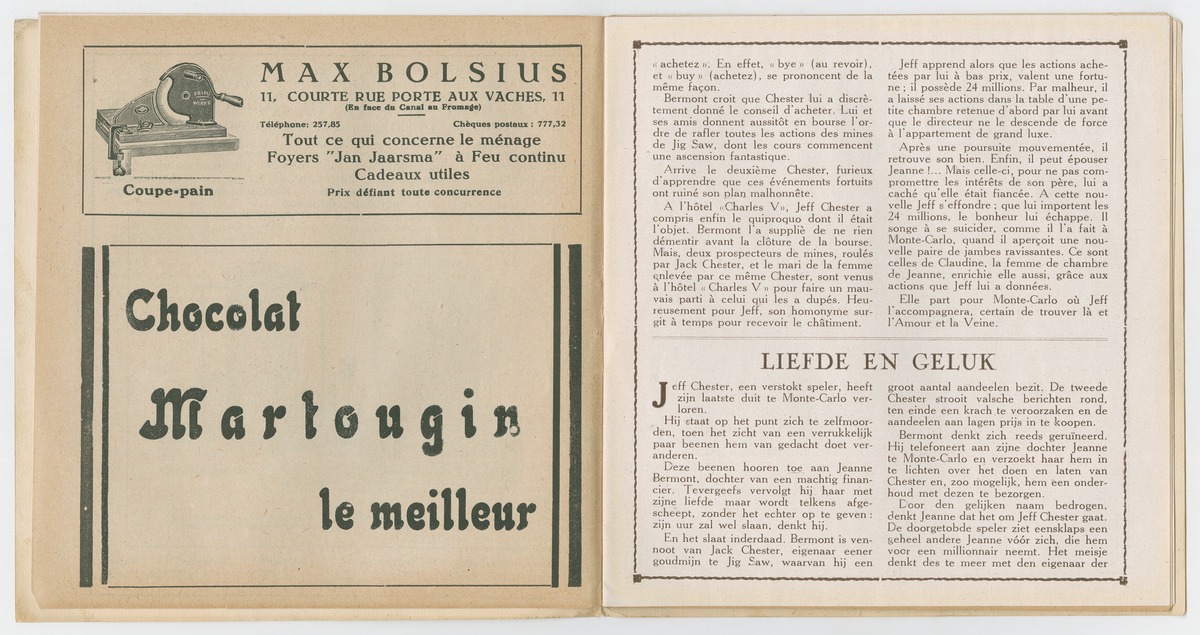 MAX BOLSIUS
11, COURTE RUE PORTE AUX VACHES, 11
(En face du Canal au Fromage)
Téléphone: 257,85 Chèques postaux : 777,32
Tout ce qui concerne le ménage
Foyers "Jan Jaarsma" à Feu continu
Cadeaux utiles
Prix défiant toute concurrence
Coupe-pain
Chocolat
Martougin
le meilleur
« achetez ». En effet, « bye » (au revoir),
et « buy » (achetez), se prononcent de la
même façon.
Bermont croit que Chester lui a discrè-
tement donné le conseil d'acheter. Lui et
ses amis donnent aussitôt en bourse l'or-
dre de rafler toutes les actions des mines
de Jig Saw, dont les cours commencent
une ascension fantastique.
Arrive le deuxième Chester, furieux
d'apprendre que ces événements fortuits
ont ruiné son plan malhonnête.
A l'hôtel «Charles V», Jeff Chester a
compris enfin le quiproquo dont il était
l'objet. Bermont l'a supplié de ne rien
démentir avant la clôture de la bourse.
Mais, deux prospecteurs de mines, roulés
par Jack Chester, et le mari de la femme
enlevée par ce même Chester, sont venus
à l'hôtel « Charles V » pour faire un mau-
vais parti à celui qui les a dupés. Heu-
reusement pour Jeff, son homonyme sur-
git à temps pour recevoir le châtiment.
Jeff apprend alors que les actions ache-
tées par lui à bas prix, valent une fortu-
ne ; il possède 24 millions. Par malheur, il
a laissé ses actions dans la table d'une pe-
tite chambre retenue d'abord par lui avant
que le directeur ne le descende de force
à l'appartement de grand luxe.
Après une poursuite mouvementée, il
retrouve son bien. Enfin, il peut épouser
Jeanne !... Mais celle-ci, pour ne pas com-
promettre les intérêts de son père, lui a
caché qu'elle était fiancée. A cette nou-
velle Jeff s'effondre ; que lui importent les
24 millions, le bonheur lui échappe. Il
songe à se suicider, comme il l'a fait à
Monte-Carlo, quand il aperçoit une nou-
velle paire de jambes ravissantes. Ce sont
celles de Claudine, la femme de chambre
de Jeanne, enrichie elle aussi, grâce aux
actions que Jeff lui a données.
Elle part pour Monte-Carlo où Jeff
l'accompagnera, certain de trouver là et
l'Amour et la Veine.
LIEFDE EN GELUK
Jeff Chester, een verstokt speler, heeft
zijn laatste duit te Monte-Carlo ver-
loren.
Hij staat op het punt zich te zelfmoor-
den, toen het zicht van een verrukkelijk
paar beenen hem van gedacht doet ver-
anderen.
Deze beenen hooren toe aan Jeanne
Bermont, dochter van een machtig finan-
cier. Tevergeefs vervolgt hij haar met
zijne liefde maar wordt telkens afge-
scheept, zonder het echter op te geven :
zijn uur zal wel slaan, denkt hij.
En het slaat inderdaad. Bermont is ven-
noot van Jack Chester, eigenaar eener
goudmijn te Jig Saw, waarvan hij een
groot aantal aandeelen bezit. De tweede
Chester strooit valsche berichten rond,
ten einde een krach te veroorzaken en de
aandeelen aan lagen prijs in te koopen.
Bermont denkt zich reeds geruïneerd.
Hij telefoneert aan zijne dochter Jeanne
te Monte-Carlo en verzoekt haar hem in
te lichten over het doen en laten van
Chester en, zoo mogelijk, hem een onder-
houd met dezen te bezorgen.
Door den gelijken naam bedrogen,
denkt Jeanne dat het om Jeff Chester gaat.
De doorgetobde speler ziet eensklaps een
geheel andere Jeanne vóór zich, die hem
voor een millionnair neemt. Het meisje
denkt des te meer met den eigenaar der